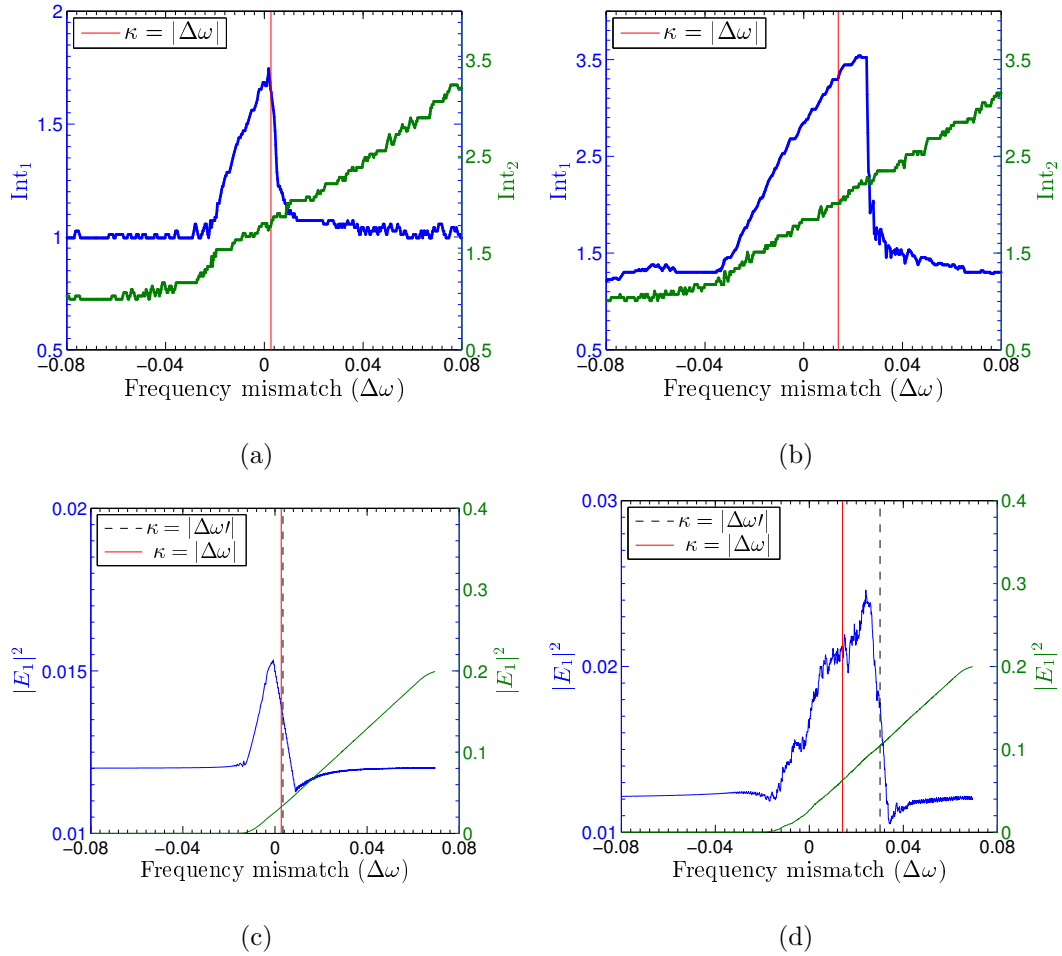 κ = |Δω|
2
1.5
1
0.5
3.5
2.5
1.5
0.5
Int₁
Int₂
-0.08 -0.04 0 0.04 0.08
Frequency mismatch (Δω)
(a)
κ = |Δω|
3.5
2.5
1.5
0.5
3.5
2.5
1.5
0.5
Int₁
Int₂
-0.08 -0.04 0 0.04 0.08
Frequency mismatch (Δω)
(b)
κ = |Δω′|
κ = |Δω|
0.02
0.015
0.01
0.4
0.3
0.2
0.1
0
|E₁|²
|E₁|²
−0.08 −0.04 0 0.04 0.08
Frequency mismatch (Δω)
(c)
κ = |Δω′|
κ = |Δω|
0.03
0.02
0.01
0.4
0.3
0.2
0.1
0
|E₁|²
|E₁|²
−0.08 −0.04 0 0.04 0.08
Frequency mismatch (Δω)
(d)